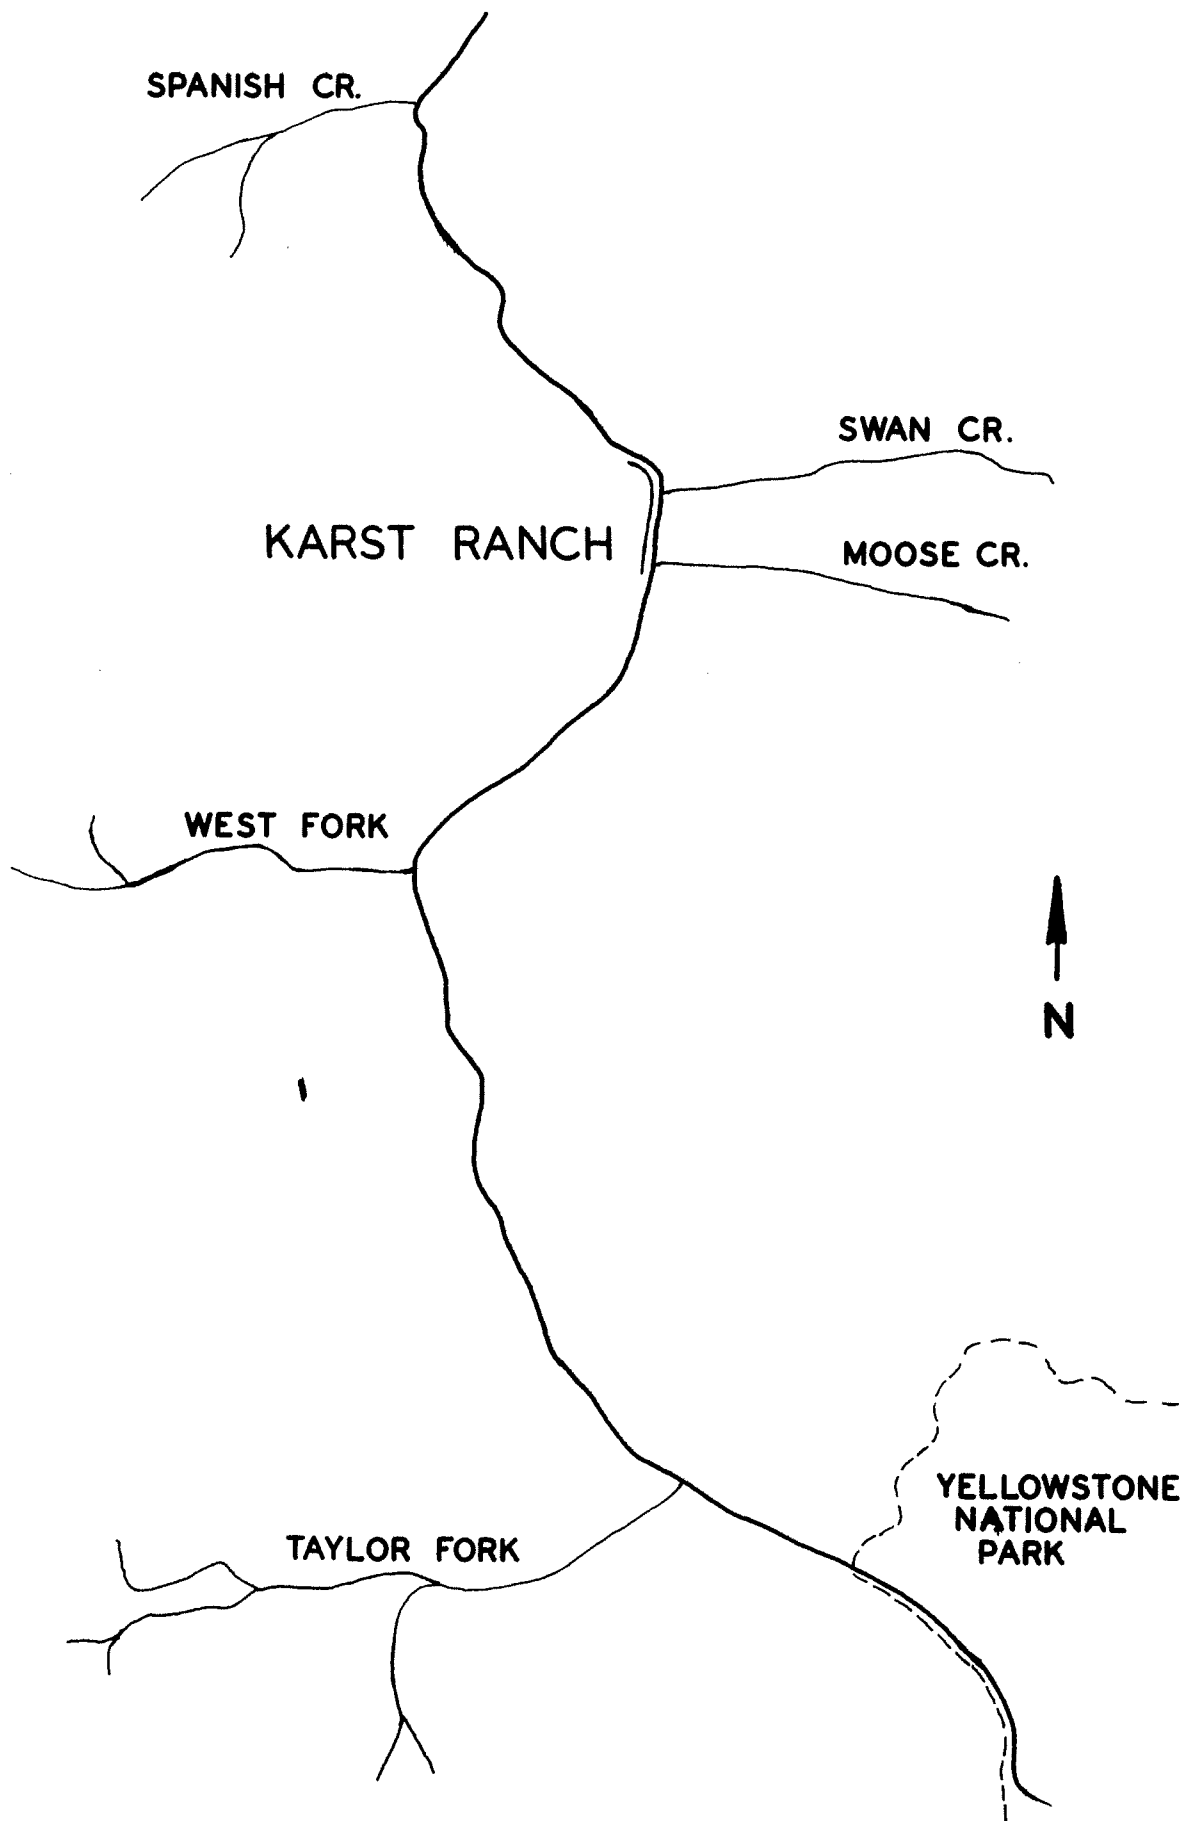 SPANISH CR.
SWAN CR.
KARST RANCH
MOOSE CR.
WEST FORK
N
YELLOWSTONE
NATIONAL
PARK
TAYLOR FORK